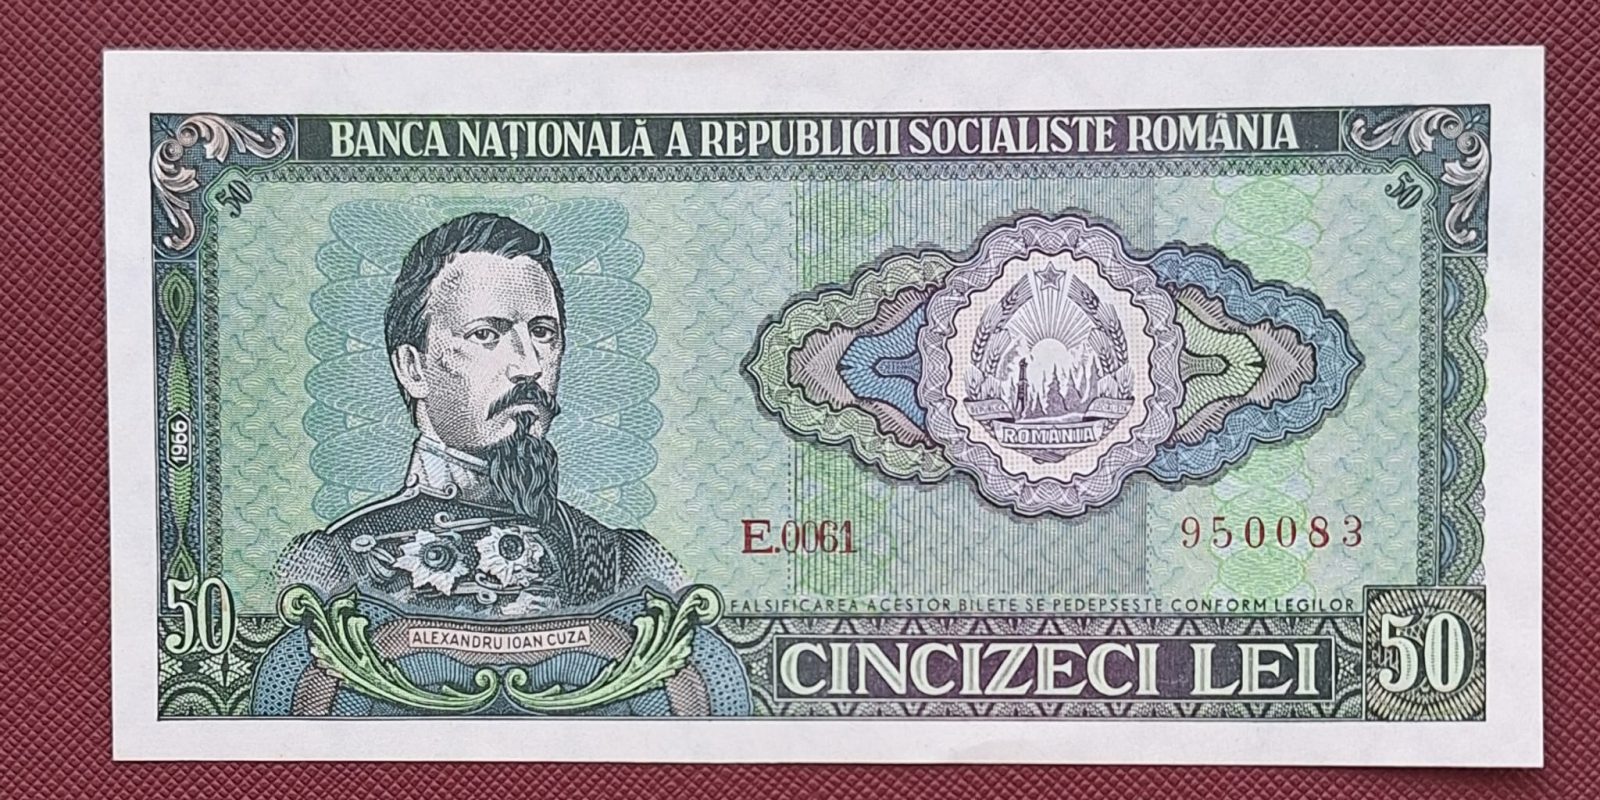 BANCA NAȚIONALĂ A REPUBLICII SOCIALISTE ROMÂNIA
50
50
1966
ROMÂNIA
E.0061
950083
FALSIFICAREA ACESTOR BILETE SE PEDEPSEȘTE CONFORM LEGILOR
50
ALEXANDRU IOAN CUZA
CINCIZECI LEI
50